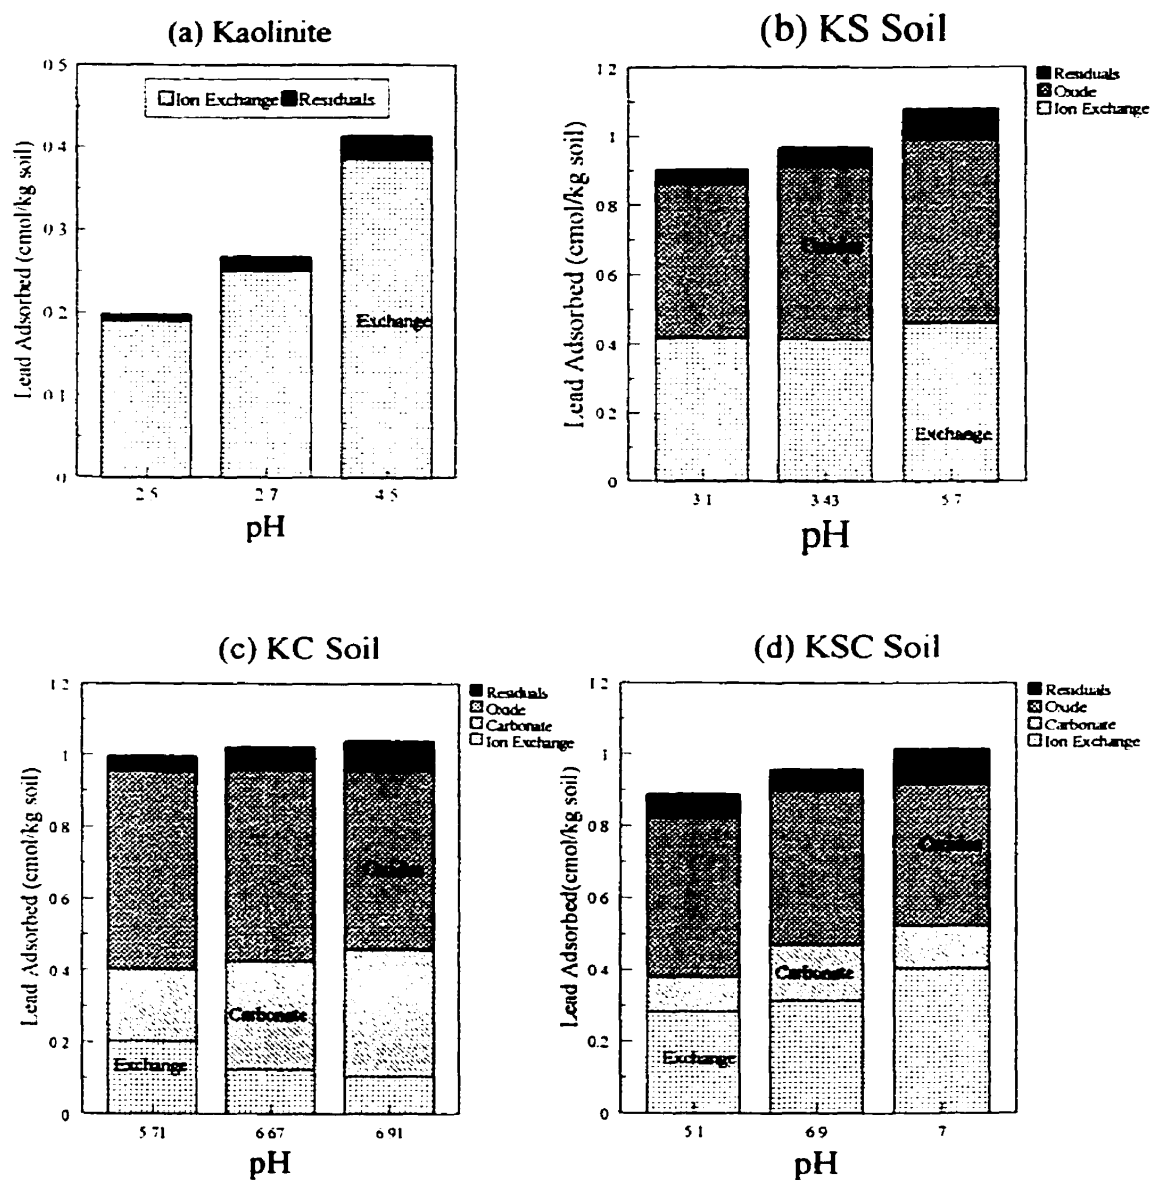 (a) Kaolinite
Lead Adsorbed (cmol/kg soil)
0.5
0.4
0.3
0.2
0.1
0
Ion Exchange Residuals
Exchange
2.5 2.7 4.5
pH
(b) KS Soil
Lead Adsorbed (cmol/kg soil)
1.2
1
0.8
0.6
0.4
0.2
0
Residuals
Oxide
Ion Exchange
Oxides
Exchange
3.1 3.43 5.7
pH
(c) KC Soil
Lead Adsorbed (cmol/kg soil)
1.2
1
0.8
0.6
0.4
0.2
0
Residuals
Oxide
Carbonate
Ion Exchange
Oxides
Carbonate
Exchange
5.71 6.67 6.91
pH
(d) KSC Soil
Lead Adsorbed(cmol/kg soil)
1.2
1
0.8
0.6
0.4
0.2
0
Residuals
Oxide
Carbonate
Ion Exchange
Oxides
Carbonate
Exchange
5.1 6.9 7
pH